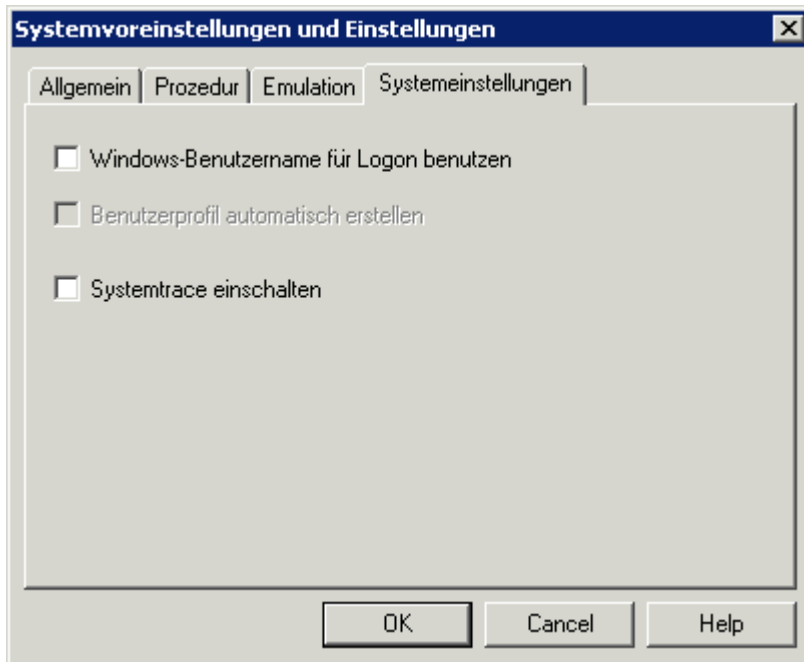 Systemvoreinstellungen und Einstellungen
Allgemein Prozedur Emulation Systemeinstellungen
Windows-Benutzername für Logon benutzen
Benutzerprofil automatisch erstellen
Systemtrace einschalten
OK Cancel Help